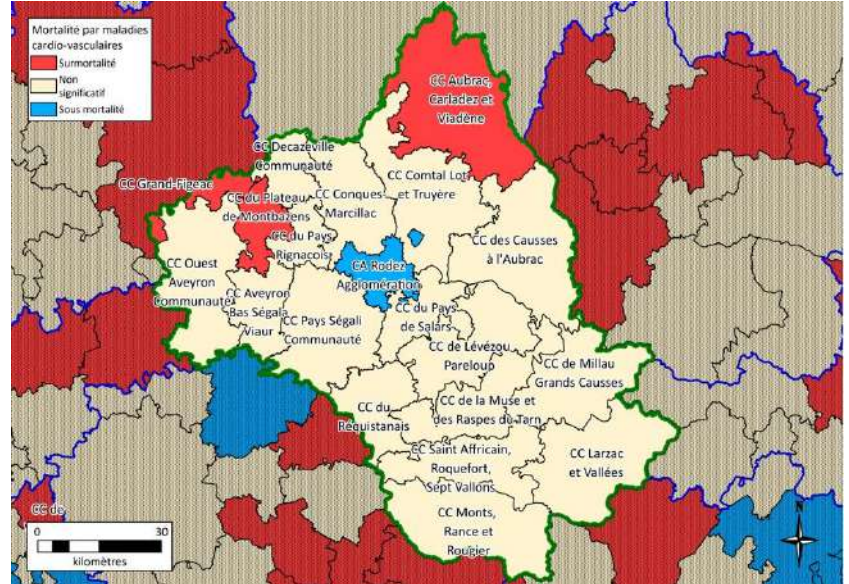 Mortalité par maladies
cardio-vasculaires
Surmortalité
Non
significatif
Sous mortalité
CC Aubrac,
Carladez et
Viadène
CC Decazeville
Communauté
CC Comtal Lot
et Truyère
CC Grand-Figeac
CC du Plateau
de Montbazens
CC Conques
Marcillac
CC du Pays
Rignacois
CC des Causses
à l'Aubrac
CC Ouest
Aveyron
Communauté
CA Rodez
Agglomération
CC Aveyron
Bas Ségala
Viaur
CC Pays Ségali
Communauté
CC du Pays
de Salars
CC de Lévézou
Pareloup
CC de Millau
Grands Causses
CC du
Réquistanais
CC de la Muse et
des Raspes du Tarn
CC Saint Affricain,
Roquefort,
Sept Vallons
CC Larzac
et Vallées
CC Monts,
Rance et
Rougier
CC de
0 30
kilomètres
N